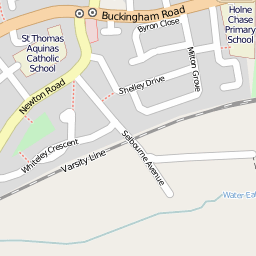 Buckingham Road
Byron Close
Holne
Chase
Primary
School
St Thomas
Aquinas
Catholic
School
Milton
Grove
Newton Road
Shelley Drive
Whiteley Crescent
Varsity Line
Selbourne Avenue